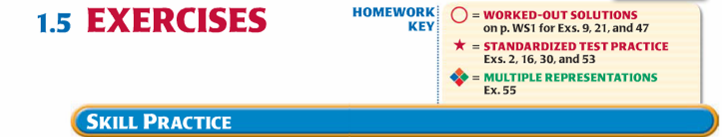 1.5 EXERCISES
HOMEWORK
KEY
= WORKED-OUT SOLUTIONS
on p. WS1 for Exs. 9, 21, and 47
★ = STANDARDIZED TEST PRACTICE
Exs. 2, 16, 30, and 53
= MULTIPLE REPRESENTATIONS
Ex. 55
SKILL PRACTICE